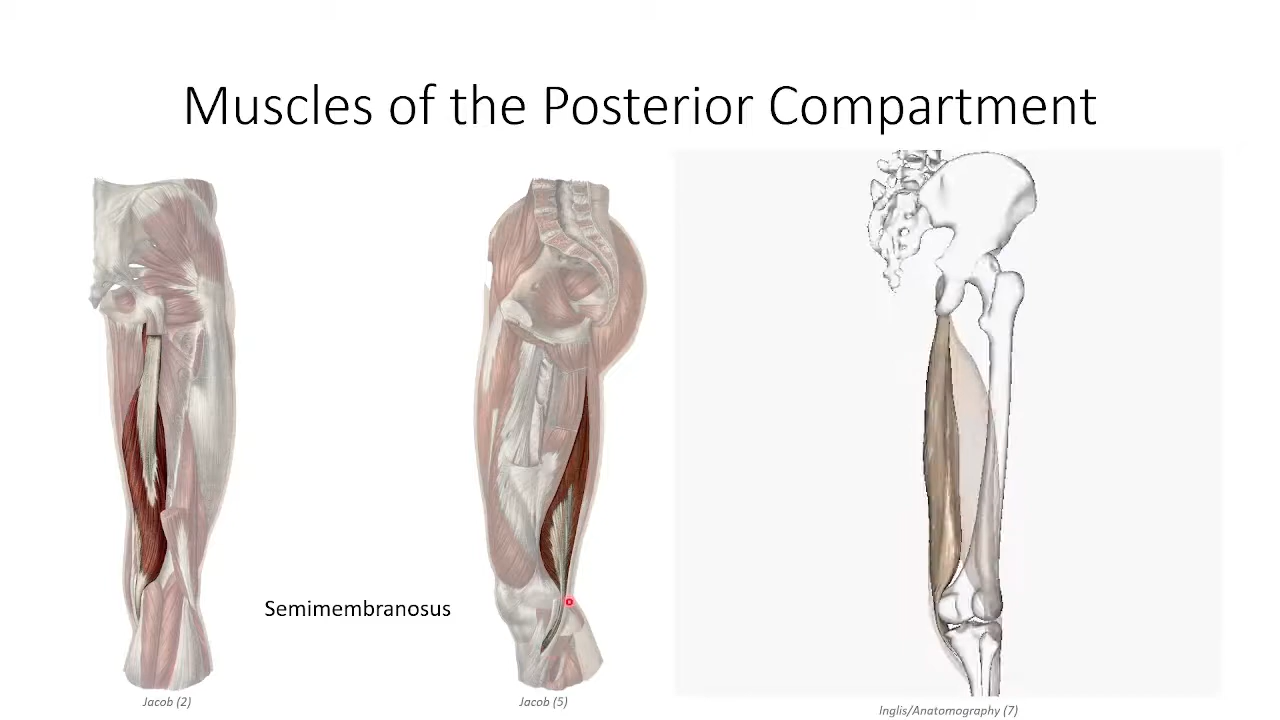 Muscles of the Posterior Compartment
Semimembranosus
Jacob (2)
Jacob (5)
Inglis/Anatomography (7)